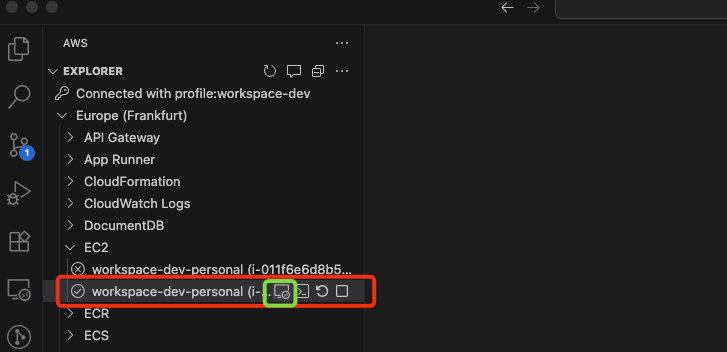 AWS
EXPLORER
Connected with profile:workspace-dev
Europe (Frankfurt)
API Gateway
App Runner
CloudFormation
CloudWatch Logs
DocumentDB
1
EC2
workspace-dev-personal (i-011f6e6d8b5...
workspace-dev-personal (i-...
ECR
ECS